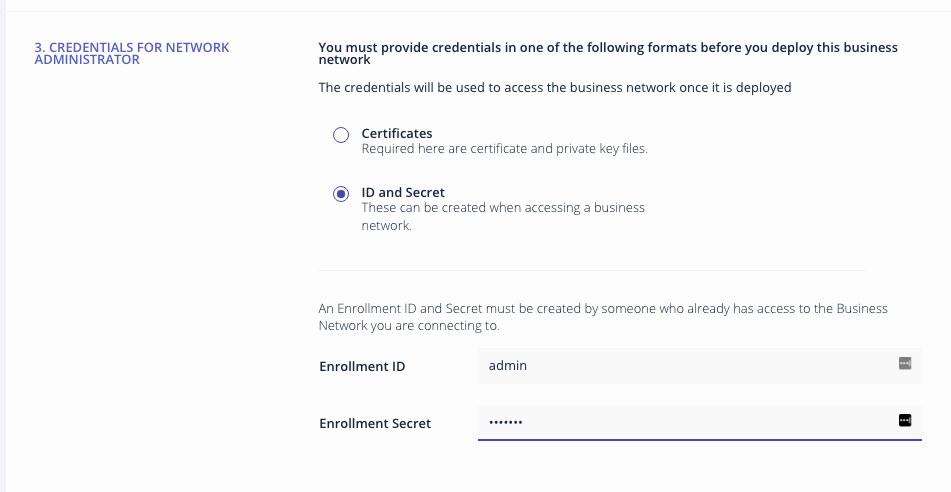 3. CREDENTIALS FOR NETWORK
ADMINISTRATOR
You must provide credentials in one of the following formats before you deploy this business
network
The credentials will be used to access the business network once it is deployed
Certificates
Required here are certificate and private key files.
ID and Secret
These can be created when accessing a business
network.
An Enrollment ID and Secret must be created by someone who already has access to the Business
Network you are connecting to.
Enrollment ID
admin
Enrollment Secret
•••••••